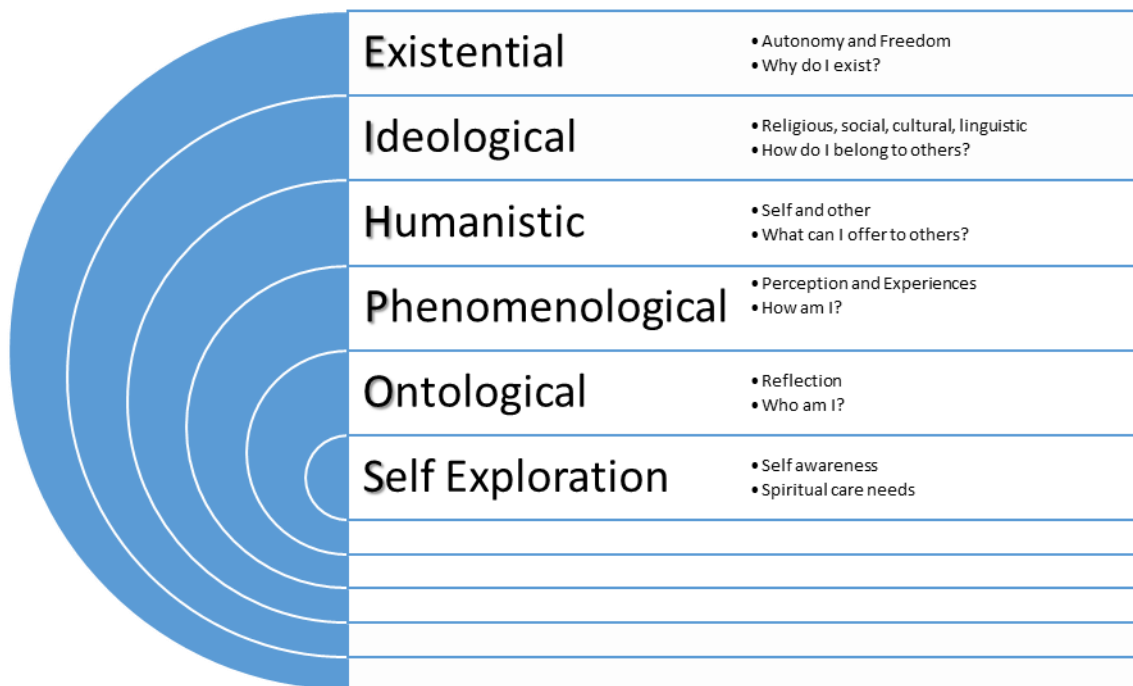 Existential
• Autonomy and Freedom
• Why do I exist?
Ideological
• Religious, social, cultural, linguistic
• How do I belong to others?
Humanistic
• Self and other
• What can I offer to others?
Phenomenological
• Perception and Experiences
• How am I?
Ontological
• Reflection
• Who am I?
Self Exploration
• Self awareness
• Spiritual care needs